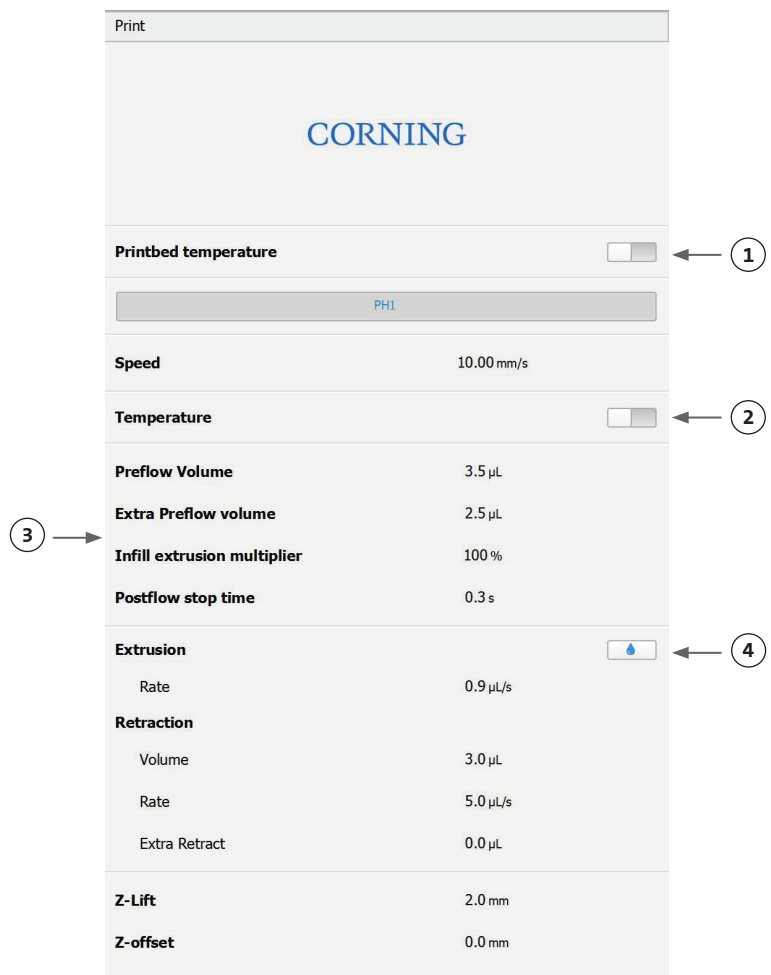 Print
CORNING
Printbed temperature
1
PH1
Speed 10.00 mm/s
Temperature
2
Preflow Volume 3.5 µL
Extra Preflow volume 2.5 µL
3
Infill extrusion multiplier 100 %
Postflow stop time 0.3 s
Extrusion
4
Rate 0.9 µL/s
Retraction
Volume 3.0 µL
Rate 5.0 µL/s
Extra Retract 0.0 µL
Z-Lift 2.0 mm
Z-offset 0.0 mm